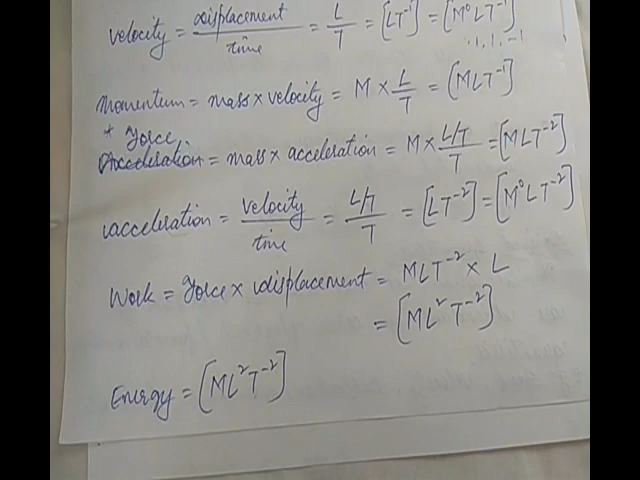 velocity = displacement/time = L/T = [LT⁻¹] = [M⁰LT⁻¹]
1, -1
Momentum = mass × velocity = M × L/T = [MLT⁻¹]
* Force
Acceleration = mass × acceleration = M × L/T/T = [MLT⁻²]
acceleration = velocity/time = L/T/T = [LT⁻²] = [M⁰LT⁻²]
Work = Force × displacement = MLT⁻² × L
= [ML²T⁻²]
Energy = [ML²T⁻²]